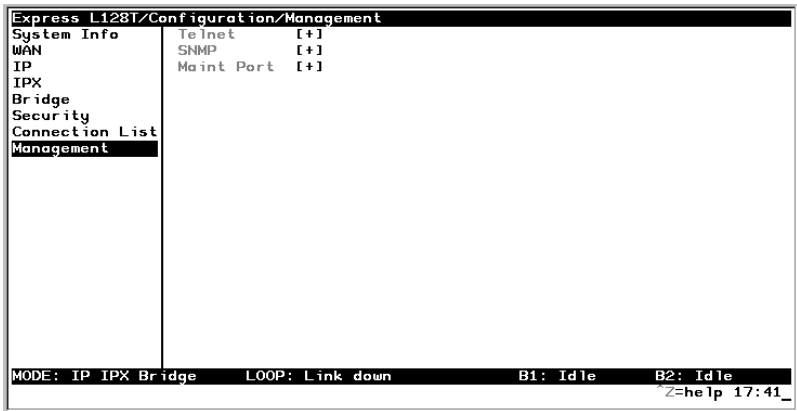 Express L128T/Configuration/Management
System Info Telnet [+]
WAN SNMP [+]
IP Maint Port [+]
IPX
Bridge
Security
Connection List
Management
MODE: IP IPX Bridge LOOP: Link down B1: Idle B2: Idle
^Z=help 17:41_